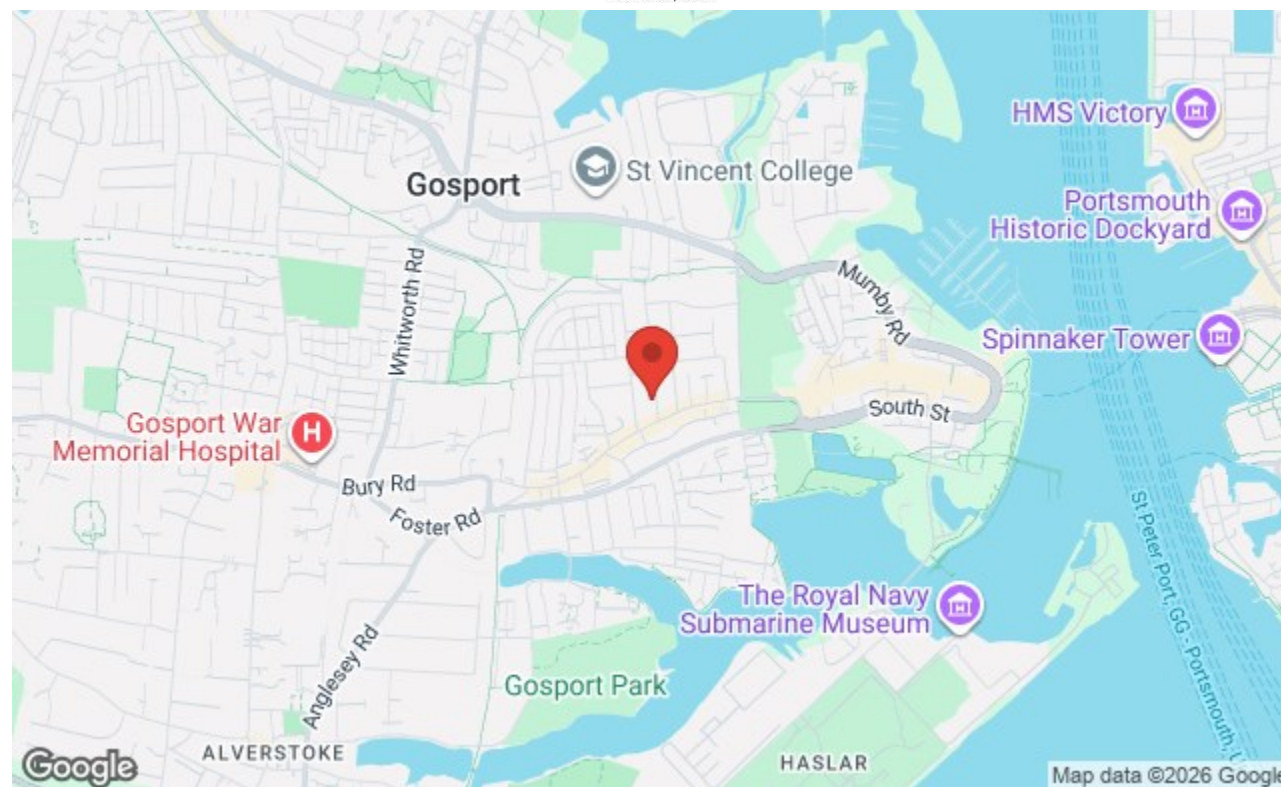 HMS Victory
St Vincent College
Gosport
Portsmouth
Historic Dockyard
Whitworth Rd
Mumby Rd
Spinnaker Tower
South St
Gosport War
Memorial Hospital
H
Bury Rd
Foster Rd
St Peter Port, GG - Portsmouth,
The Royal Navy
Submarine Museum
Anglesey Rd
Gosport Park
ALVERSTOKE
HASLAR
Google
Map data ©2026 Google